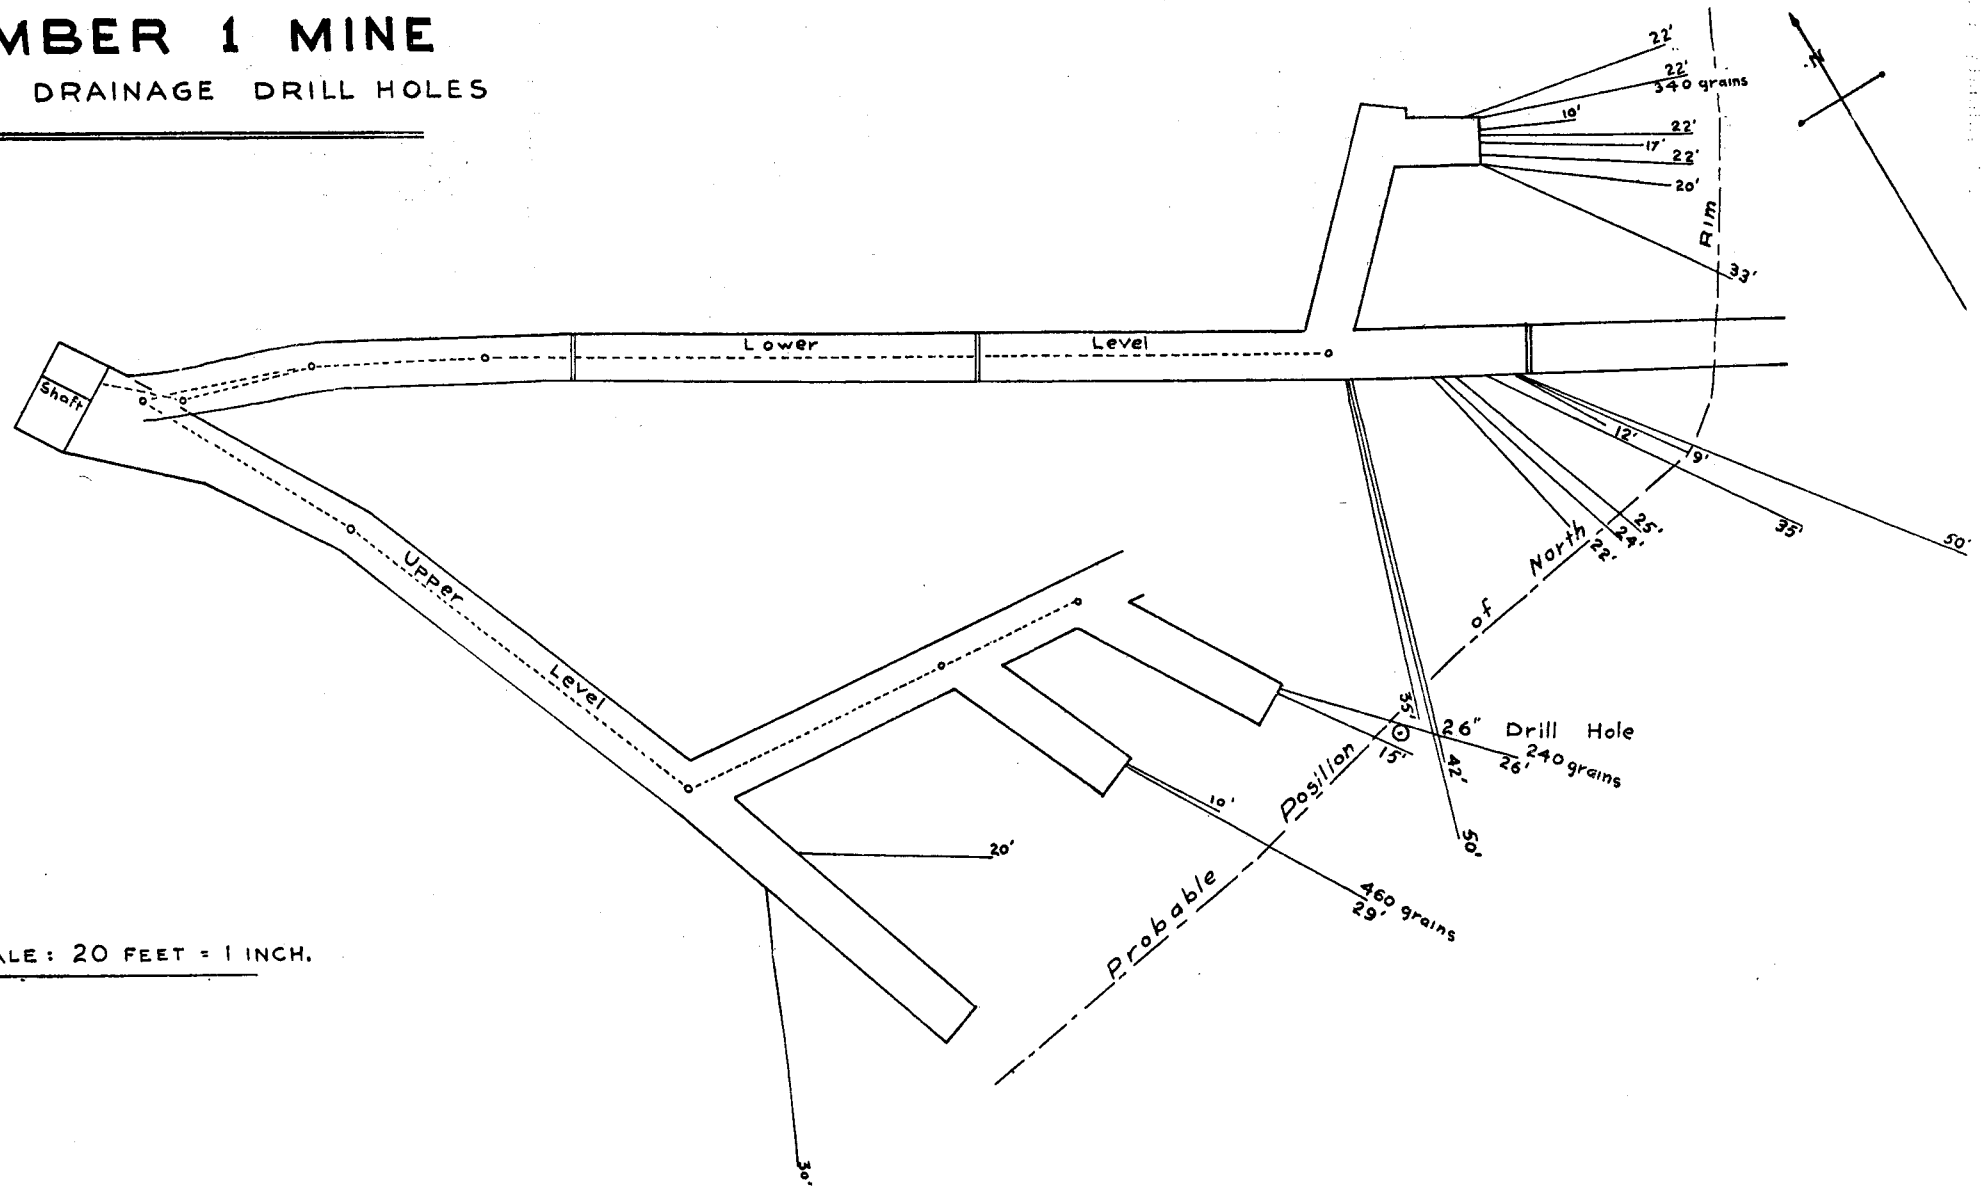 MBER 1 MINE
DRAINAGE DRILL HOLES
N.
22'
22'
340 grains
10'
22'
17'
22'
20'
33'
Rim
Lower Level
Shaft
12'
9'
35'
50'
25'
24'
22'
North
of
Upper
Level
35'
26" Drill Hole
240 grains
26'
15'
42'
50'
Position
10'
20'
Probable
460 grains
29'
ALE: 20 FEET = 1 INCH.
30'